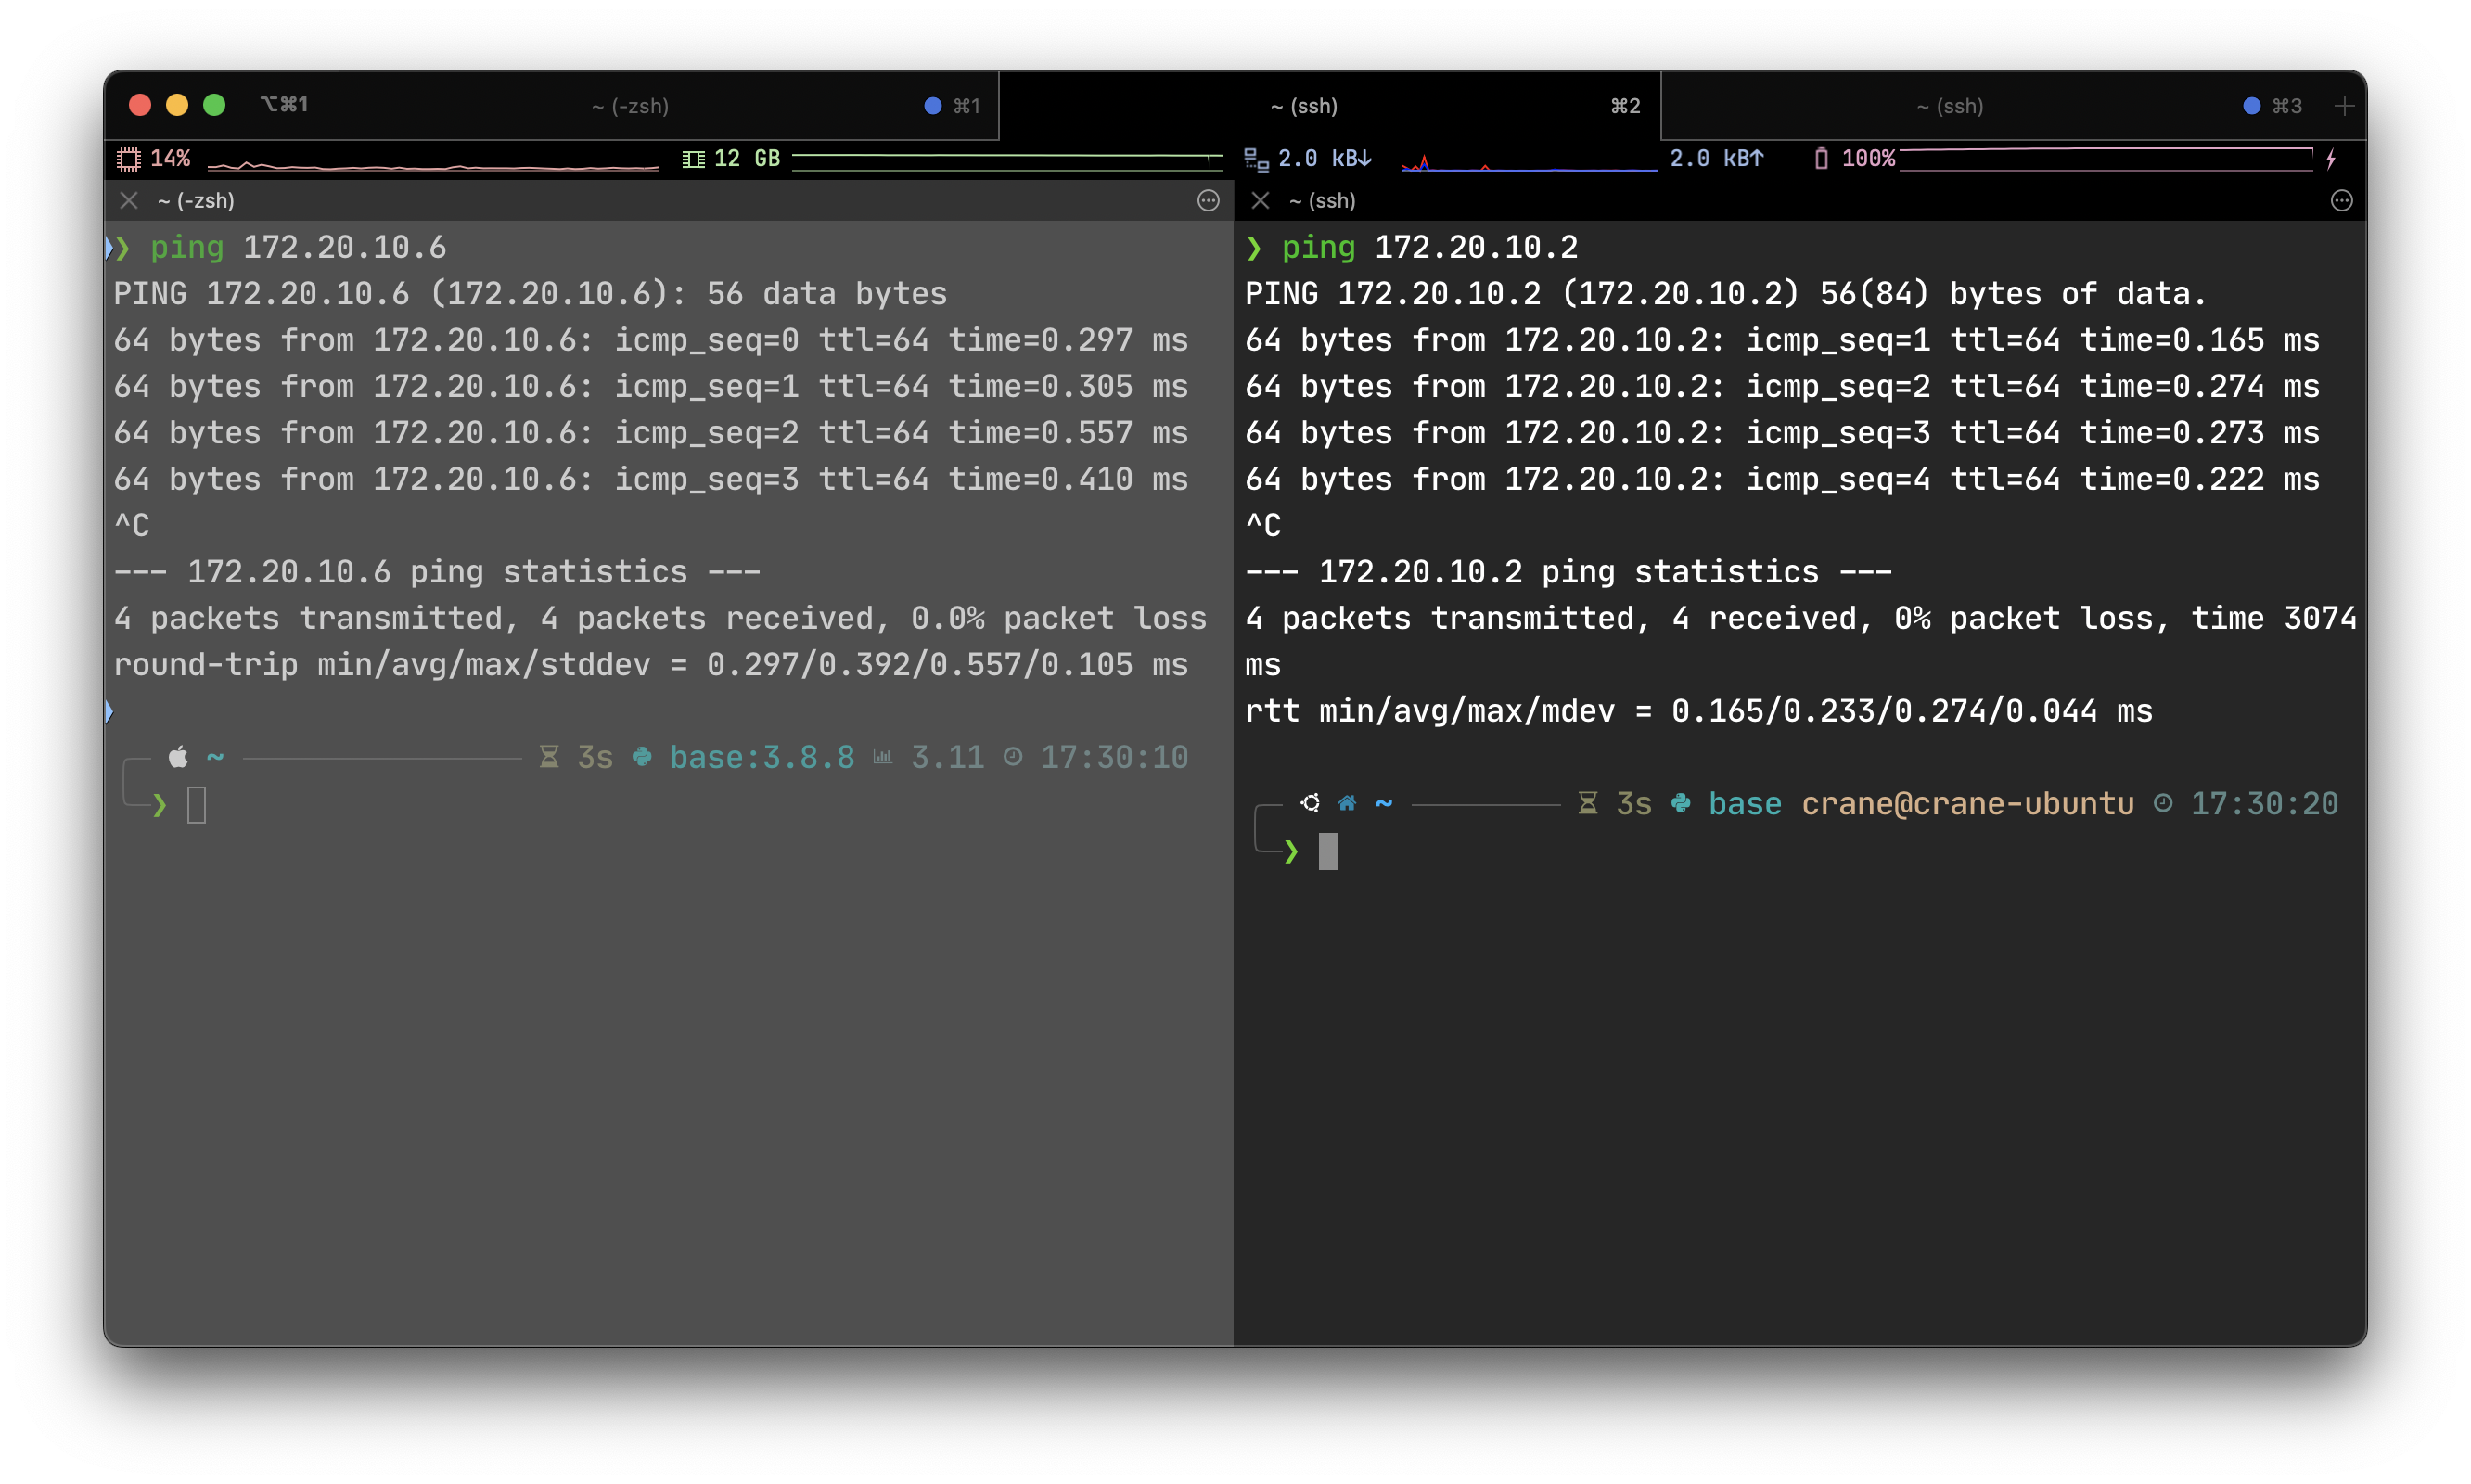 ⌥⌘1 ~ (-zsh) ⌘1 ~ (ssh) ⌘2 ~ (ssh) ⌘3 +
14% 12 GB 2.0 kB↓ 2.0 kB↑ 100%
~ (-zsh)
❯ ping 172.20.10.6
PING 172.20.10.6 (172.20.10.6): 56 data bytes
64 bytes from 172.20.10.6: icmp_seq=0 ttl=64 time=0.297 ms
64 bytes from 172.20.10.6: icmp_seq=1 ttl=64 time=0.305 ms
64 bytes from 172.20.10.6: icmp_seq=2 ttl=64 time=0.557 ms
64 bytes from 172.20.10.6: icmp_seq=3 ttl=64 time=0.410 ms
^C
--- 172.20.10.6 ping statistics ---
4 packets transmitted, 4 packets received, 0.0% packet loss
round-trip min/avg/max/stddev = 0.297/0.392/0.557/0.105 ms
~ 3s base:3.8.8 3.11 17:30:10
❯
~ (ssh)
❯ ping 172.20.10.2
PING 172.20.10.2 (172.20.10.2) 56(84) bytes of data.
64 bytes from 172.20.10.2: icmp_seq=1 ttl=64 time=0.165 ms
64 bytes from 172.20.10.2: icmp_seq=2 ttl=64 time=0.274 ms
64 bytes from 172.20.10.2: icmp_seq=3 ttl=64 time=0.273 ms
64 bytes from 172.20.10.2: icmp_seq=4 ttl=64 time=0.222 ms
^C
--- 172.20.10.2 ping statistics ---
4 packets transmitted, 4 received, 0% packet loss, time 3074
ms
rtt min/avg/max/mdev = 0.165/0.233/0.274/0.044 ms
~ 3s base crane@crane-ubuntu 17:30:20
❯